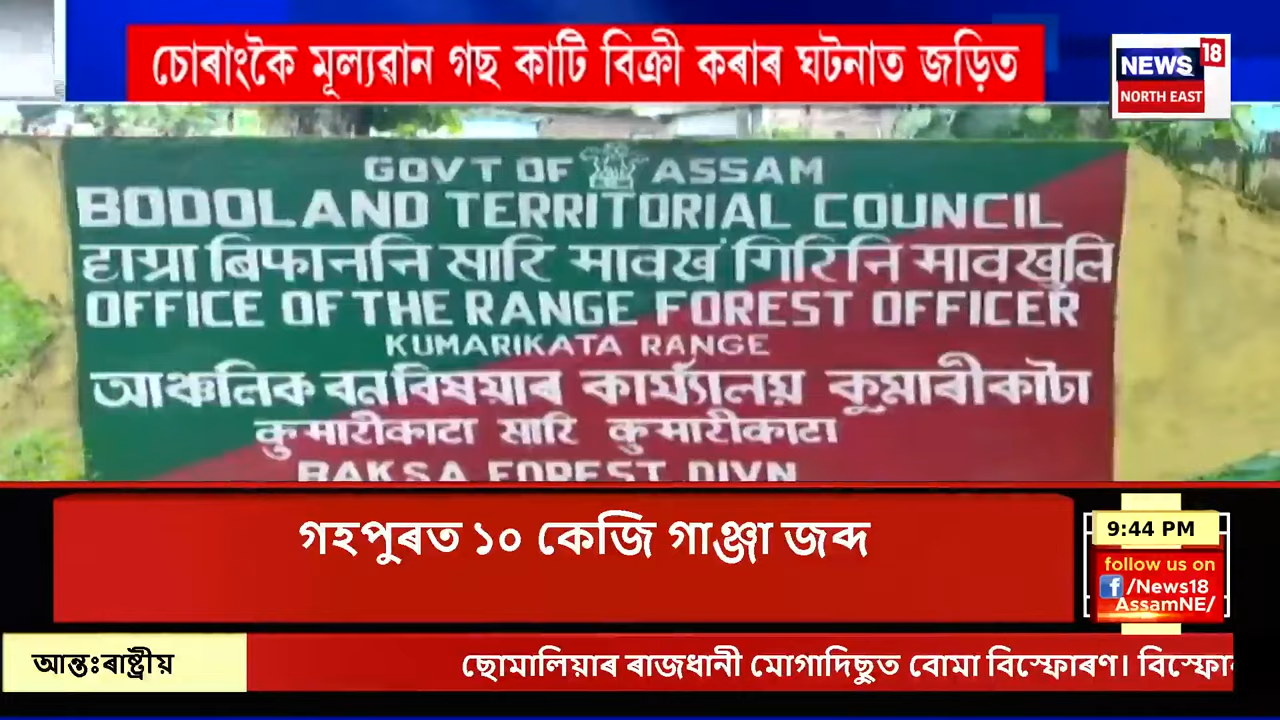 চোৰাংকৈ মূল্যৱান গছ কাটি বিক্ৰী কৰাৰ ঘটনাত জড়িত
NEWS 18
NORTH EAST
GOVT OF ASSAM
BODOLAND TERRITORIAL COUNCIL
हाग्रा बिफाननि सारि मावख गिरिनि मावखुलि
OFFICE OF THE RANGE FOREST OFFICER
KUMARIKATA RANGE
আঞ্চলিক বনবিষয়াৰ কাৰ্য্যালয় কুমাৰীকাটা
कुमारीकाटा सारि कुमारीकाटा
BAKSA FOREST DIVN
গহপুৰত ১০ কেজি গাঞ্জা জব্দ
9:44 PM
follow us on
/News18
AssamNE/
আন্তঃৰাষ্ট্ৰীয়
ছোমালিয়াৰ ৰাজধানী মোগাদিছুত বোমা বিস্ফোৰণ।